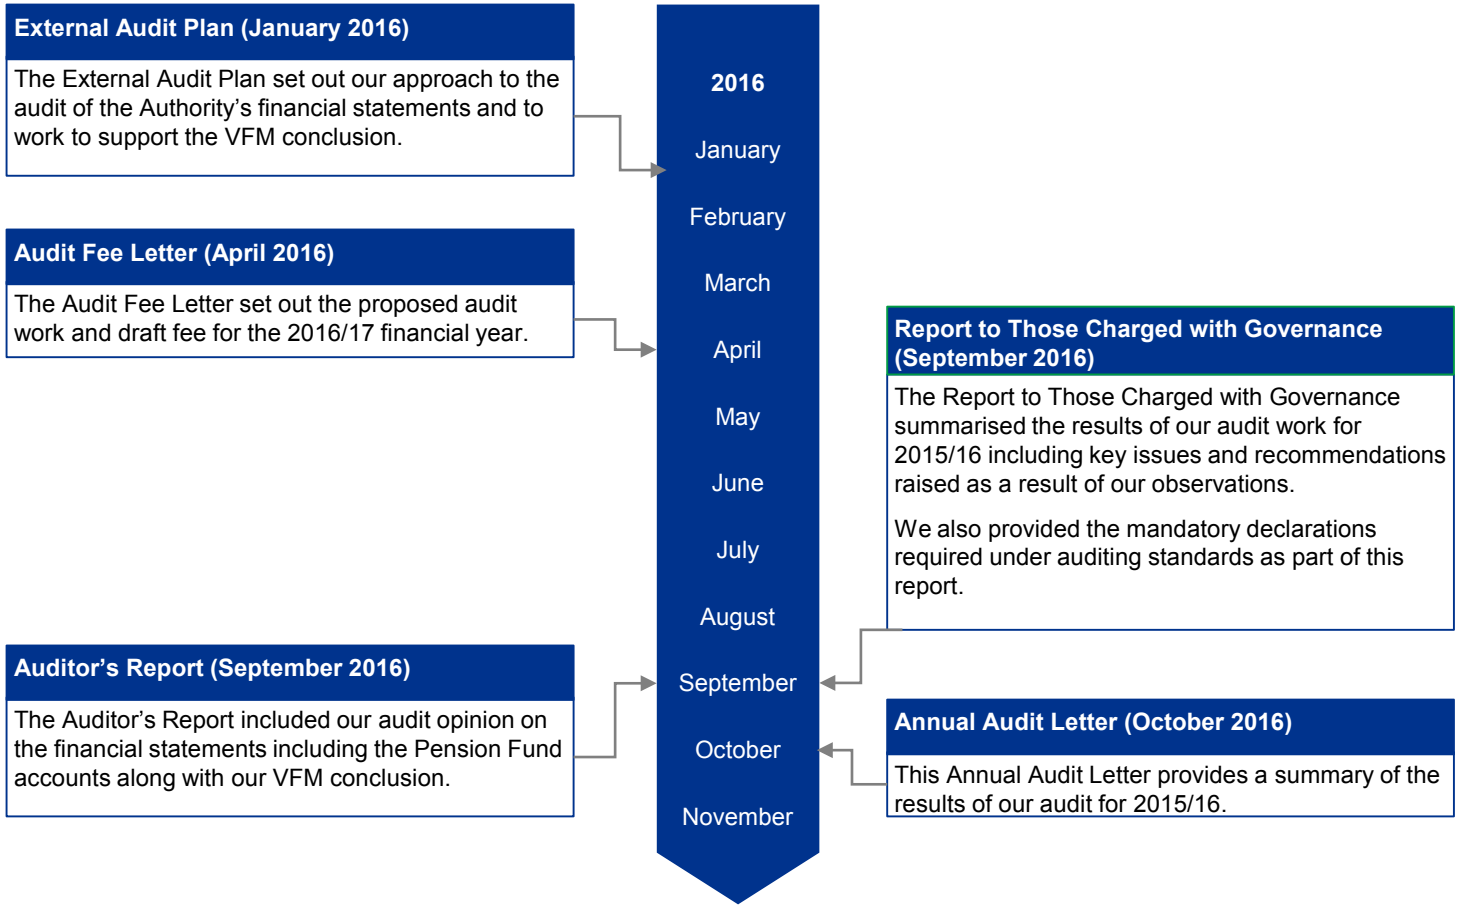 External Audit Plan (January 2016)
The External Audit Plan set out our approach to the
audit of the Authority’s financial statements and to
work to support the VFM conclusion.
Audit Fee Letter (April 2016)
The Audit Fee Letter set out the proposed audit
work and draft fee for the 2016/17 financial year.
Auditor’s Report (September 2016)
The Auditor’s Report included our audit opinion on
the financial statements including the Pension Fund
accounts along with our VFM conclusion.
2016
January
February
March
April
May
June
July
August
September
October
November
Report to Those Charged with Governance
(September 2016)
The Report to Those Charged with Governance
summarised the results of our audit work for
2015/16 including key issues and recommendations
raised as a result of our observations.
We also provided the mandatory declarations
required under auditing standards as part of this
report.
Annual Audit Letter (October 2016)
This Annual Audit Letter provides a summary of the
results of our audit for 2015/16.